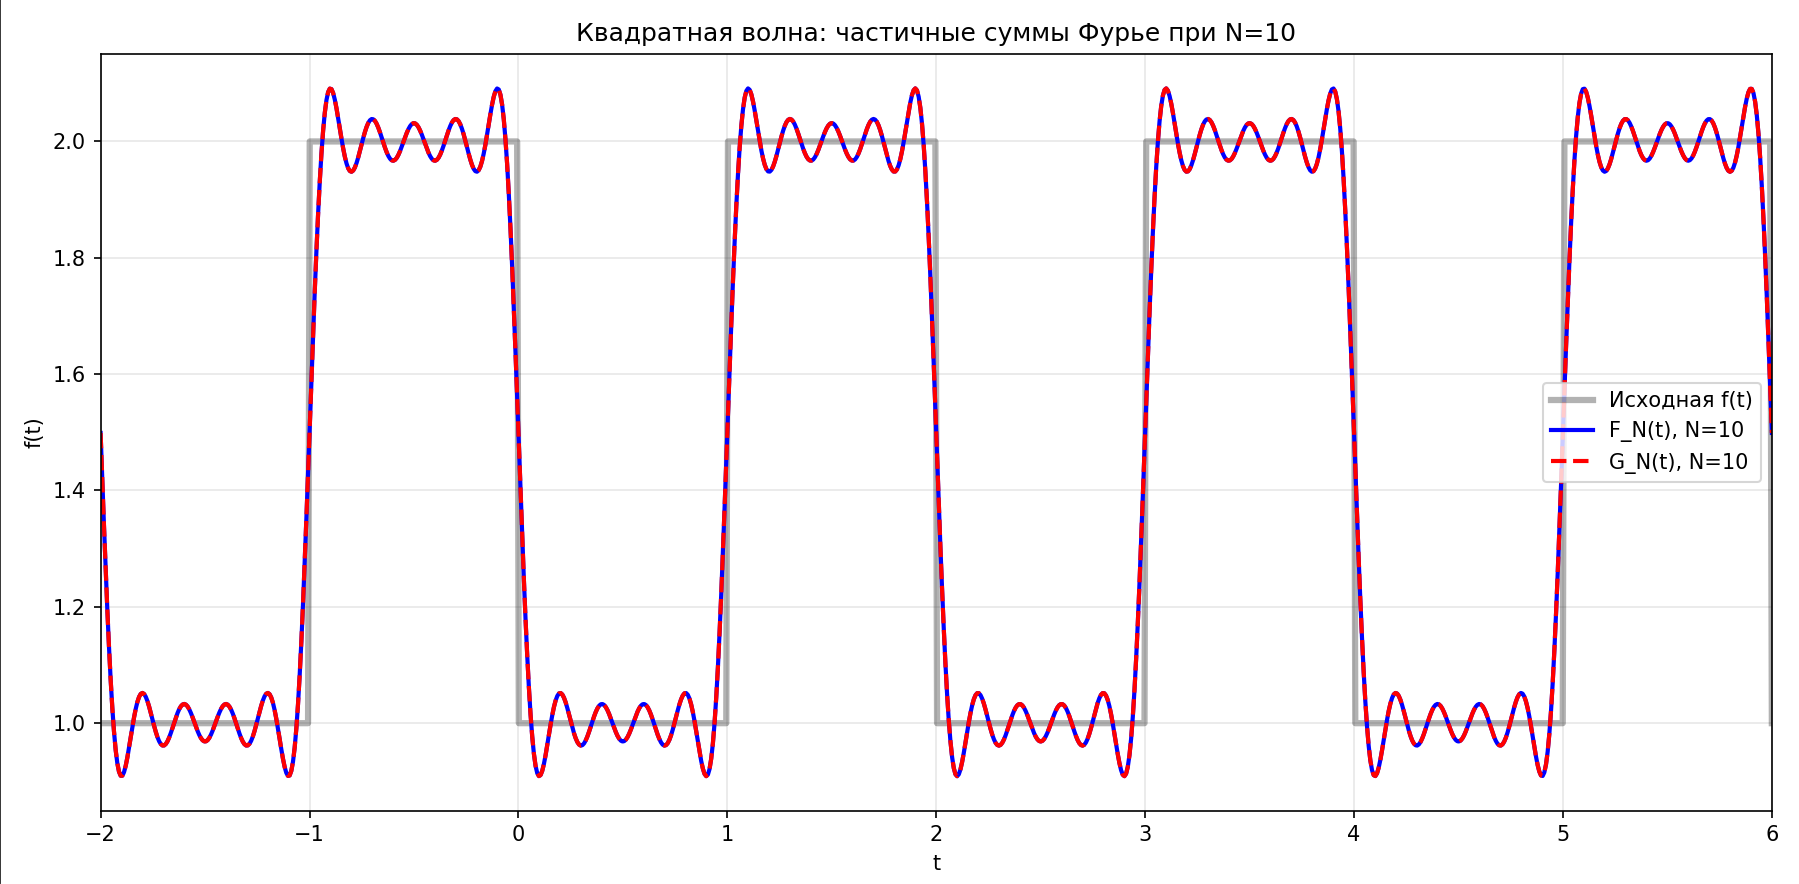 Квадратная волна: частичные суммы Фурье при N=10
f(t)
2.0
1.8
1.6
1.4
1.2
1.0
Исходная f(t)
F_N(t), N=10
G_N(t), N=10
−2 −1 0 1 2 3 4 5 6
t